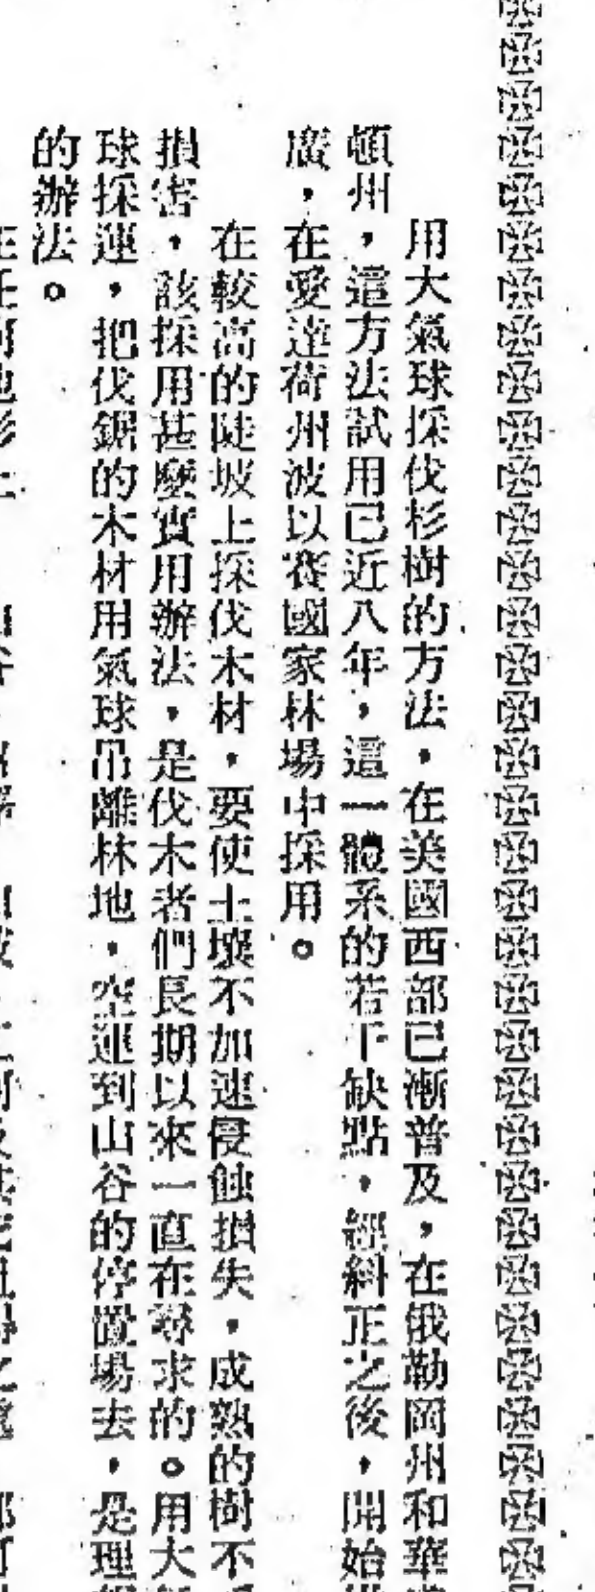 用大氣球採伐杉樹的方法，在美國西部已漸普及，在俄勒岡州和華
頓州，這方法試用已近八年，這一體系的若干缺點，經糾正之後，開始
廣，在愛達荷州波以賽國家林場中採用。
在較高的陡坡上採伐木材，要使土壤不加速侵蝕損失，成熟的樹不
損害，該採用甚麼實用辦法，是伐木者們長期以來一直在尋求的。用大
球採運，把伐鋸的木材用氣球吊離林地，空運到山谷的停置場去，是理
的辦法。